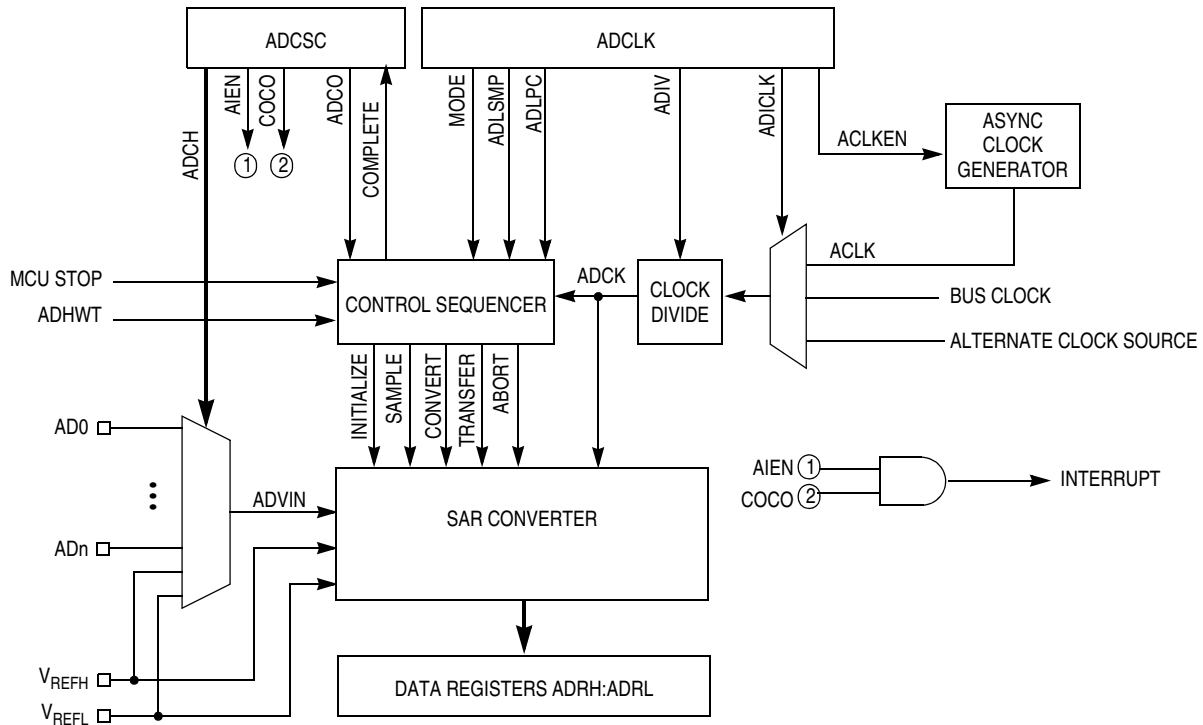 ADCSC
ADCLK
ADCH
AIEN
COCO
ADCO
COMPLETE
MODE
ADLSMP
ADLPC
ADIV
ADICLK
ACLKEN
ASYNC
CLOCK
GENERATOR
1
2
MCU STOP
ADHWT
CONTROL SEQUENCER
ADCK
CLOCK
DIVIDE
ACLK
BUS CLOCK
ALTERNATE CLOCK SOURCE
INITIALIZE
SAMPLE
CONVERT
TRANSFER
ABORT
AD0
•••
ADn
ADVIN
SAR CONVERTER
AIEN 1
COCO 2
INTERRUPT
VREFH
VREFL
DATA REGISTERS ADRH:ADRL